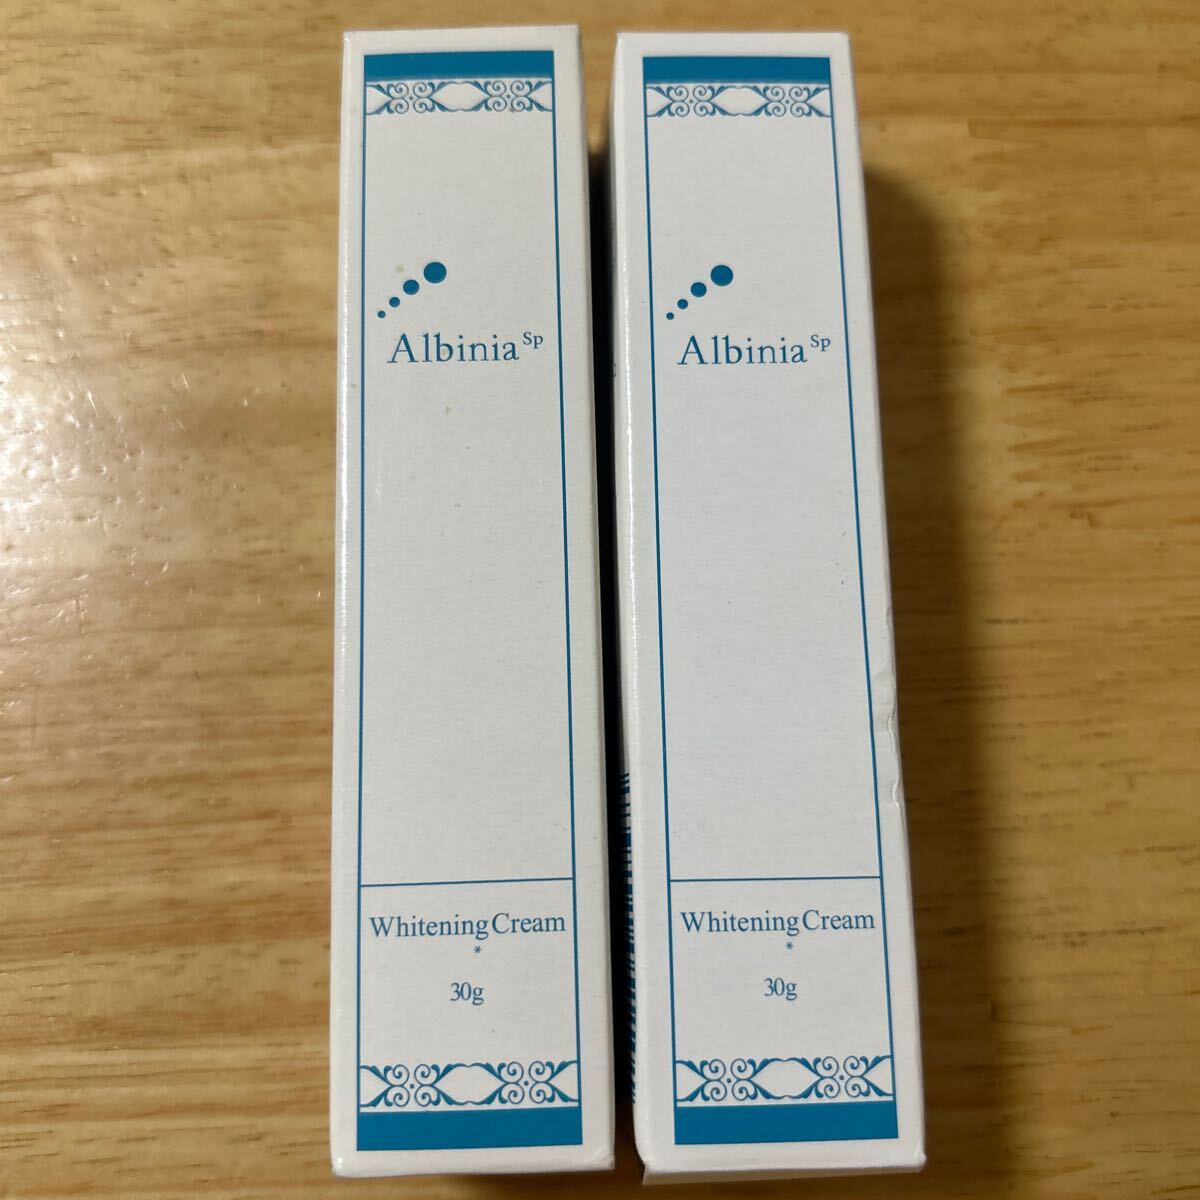 Albinia Sp
Whitening Cream
*
30g
Albinia Sp
Whitening Cream
*
30g